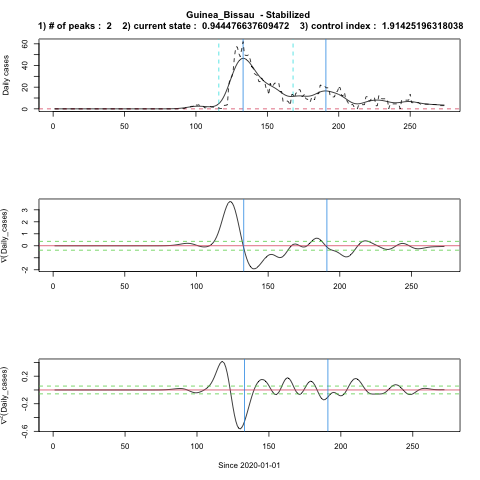 Guinea_Bissau - Stabilized
1) # of peaks : 2 2) current state : 0.944476637609472 3) control index : 1.91425196318038
Daily cases
60
40
20
0
0 50 100 150 200 250
∇(Daily_cases)
3
2
1
0
-2
0 50 100 150 200 250
∇²(Daily_cases)
0.2
-0.2
-0.6
0 50 100 150 200 250
Since 2020-01-01